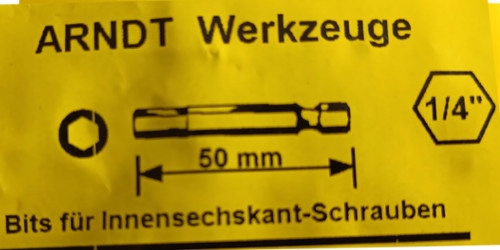 ARNDT Werkzeuge
1/4"
50 mm
Bits für Innensechskant-Schrauben